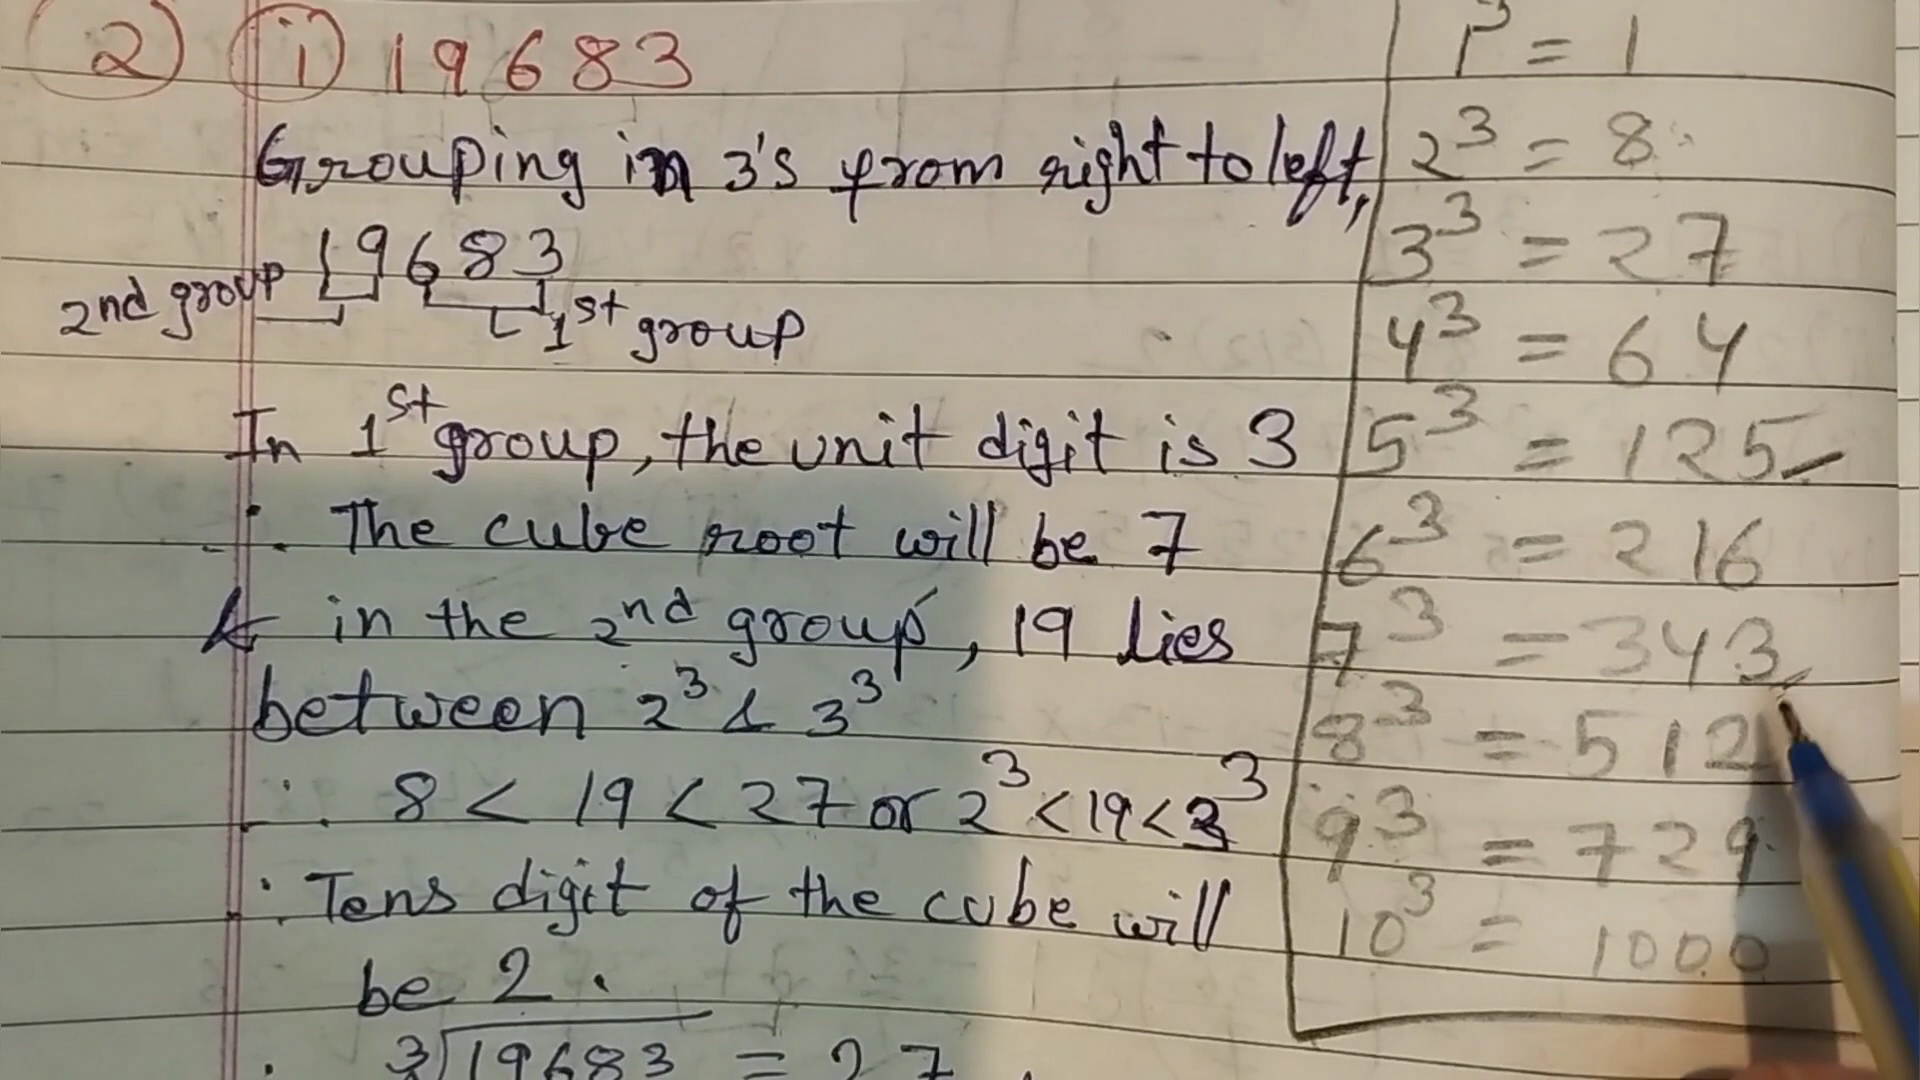 2) i) 19683
Grouping in 3's from right to left,
19683
2nd group
1st group
In 1st group, the unit digit is 3
∴ The cube root will be 7
& in the 2nd group, 19 lies
between 2³ & 3³
∴ 8 < 19 < 27 or 2³ < 19 < 3³
∴ Tens digit of the cube will
be 2.
∴ ∛19683 = 27
1³ = 1
2³ = 8
3³ = 27
4³ = 64
5³ = 125
6³ = 216
7³ = 343
8³ = 512
9³ = 729
10³ = 1000